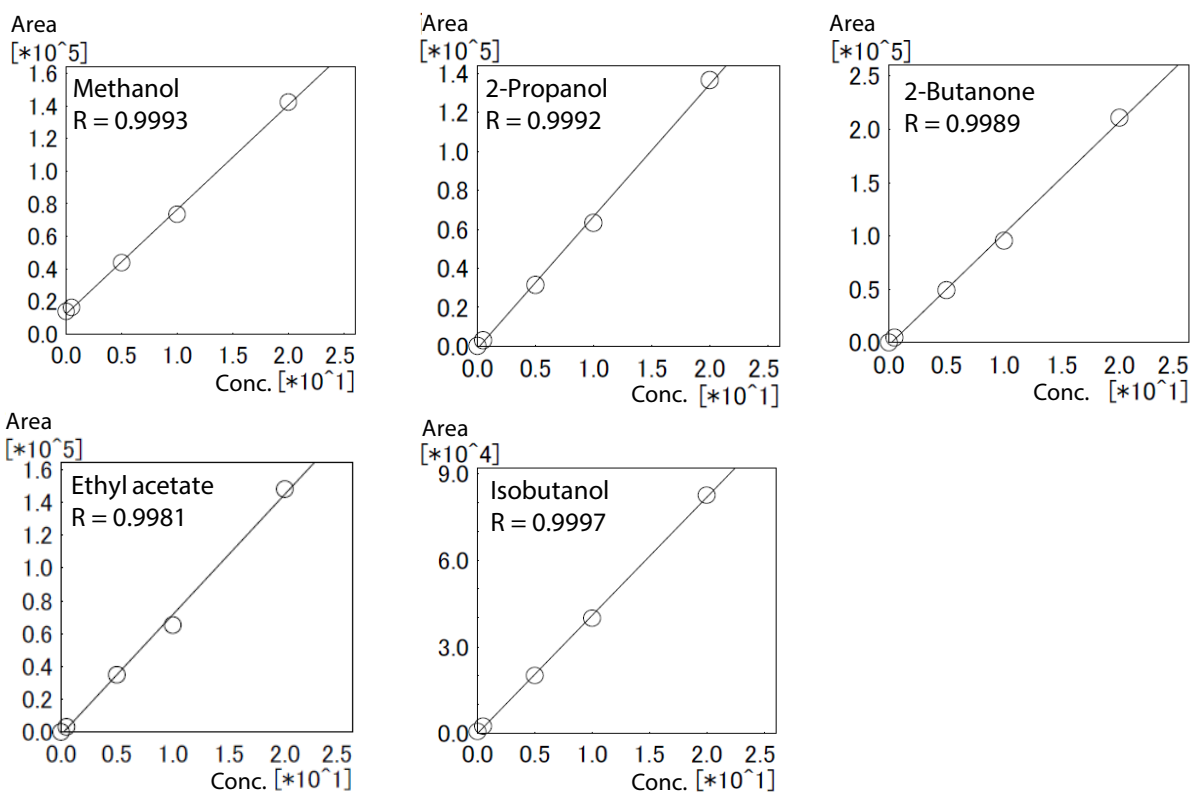 Area
[*10^5]
1.6
1.4
1.2
1.0
0.8
0.6
0.4
0.2
0.0
Methanol
R = 0.9993
0.0 0.5 1.0 1.5 2.0 2.5
Conc. [*10^1]
Area
[*10^5]
1.4
1.2
1.0
0.8
0.6
0.4
0.2
0.0
2-Propanol
R = 0.9992
0.0 0.5 1.0 1.5 2.0 2.5
Conc. [*10^1]
Area
[*10^5]
2.5
2.0
1.5
1.0
0.5
0.0
2-Butanone
R = 0.9989
0.0 0.5 1.0 1.5 2.0 2.5
Conc. [*10^1]
Area
[*10^5]
1.6
1.4
1.2
1.0
0.8
0.6
0.4
0.2
0.0
Ethyl acetate
R = 0.9981
0.0 0.5 1.0 1.5 2.0 2.5
Conc. [*10^1]
Area
[*10^4]
9.0
6.0
3.0
0.0
Isobutanol
R = 0.9997
0.0 0.5 1.0 1.5 2.0 2.5
Conc. [*10^1]